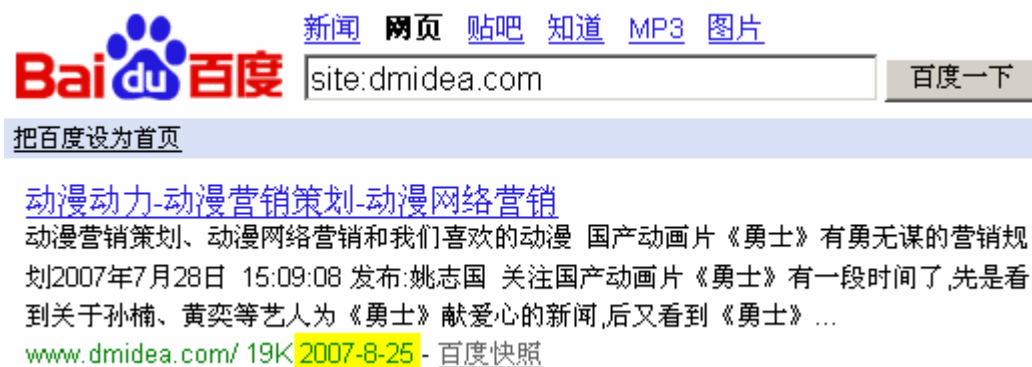 新闻 网页 贴吧 知道 MP3 图片
Bai du 百度 site:dmidea.com 百度一下
把百度设为首页
动漫动力-动漫营销策划-动漫网络营销
动漫营销策划、动漫网络营销和我们喜欢的动漫 国产动画片《勇士》有勇无谋的营销规
划2007年7月28日 15:09:08 发布:姚志国 关注国产动画片《勇士》有一段时间了,先是看
到关于孙楠、黄奕等艺人为《勇士》献爱心的新闻,后又看到《勇士》...
www.dmidea.com/ 19K 2007-8-25 - 百度快照